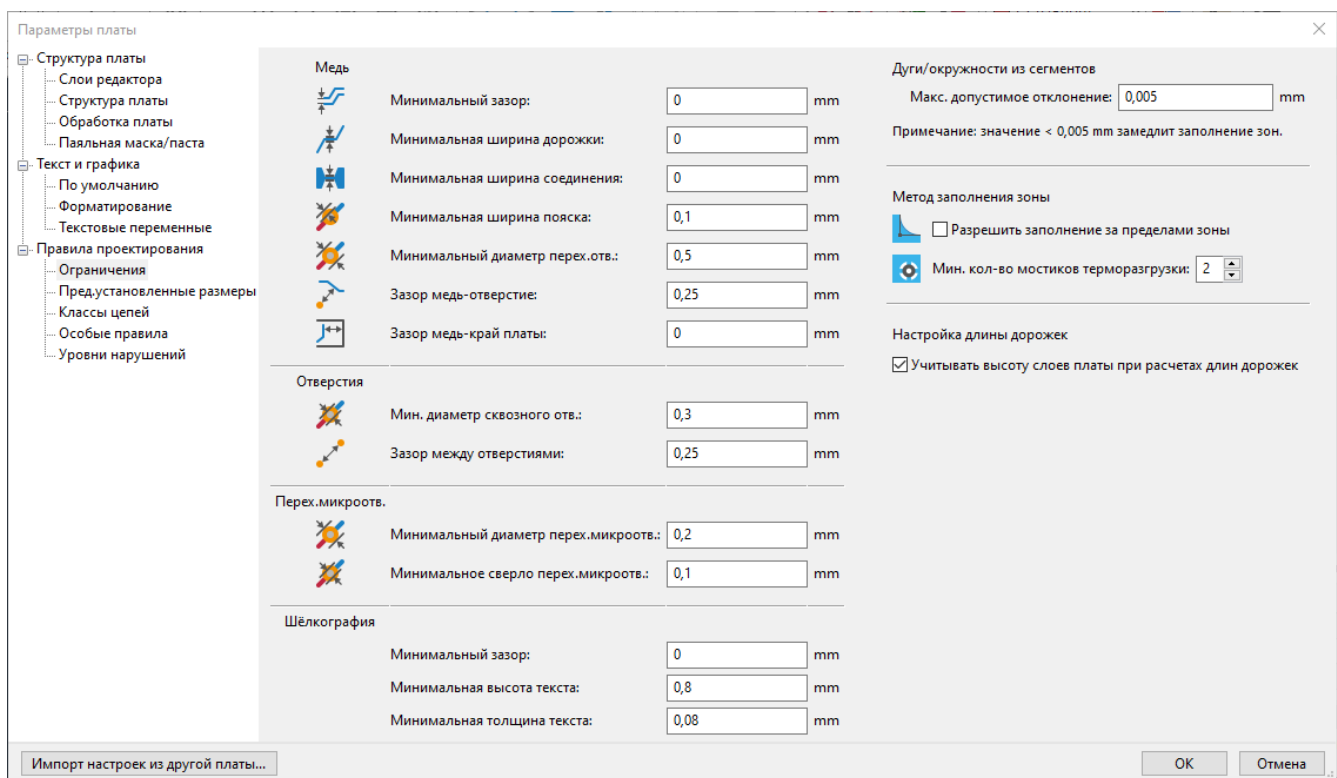 Параметры платы
Структура платы
Слои редактора
Структура платы
Обработка платы
Паяльная маска/паста
Текст и графика
По умолчанию
Форматирование
Текстовые переменные
Правила проектирования
Ограничения
Пред.установленные размеры
Классы цепей
Особые правила
Уровни нарушений
Медь
Минимальный зазор: 0 mm
Минимальная ширина дорожки: 0 mm
Минимальная ширина соединения: 0 mm
Минимальная ширина пояска: 0,1 mm
Минимальный диаметр перех.отв.: 0,5 mm
Зазор медь-отверстие: 0,25 mm
Зазор медь-край платы: 0 mm
Отверстия
Мин. диаметр сквозного отв.: 0,3 mm
Зазор между отверстиями: 0,25 mm
Перех.микроотв.
Минимальный диаметр перех.микроотв.: 0,2 mm
Минимальное сверло перех.микроотв.: 0,1 mm
Шёлкография
Минимальный зазор: 0 mm
Минимальная высота текста: 0,8 mm
Минимальная толщина текста: 0,08 mm
Дуги/окружности из сегментов
Макс. допустимое отклонение: 0,005 mm
Примечание: значение < 0,005 mm замедлит заполнение зон.
Метод заполнения зоны
Разрешить заполнение за пределами зоны
Мин. кол-во мостиков терморазгрузки: 2
Настройка длины дорожек
Учитывать высоту слоев платы при расчетах длин дорожек
Импорт настроек из другой платы...
OK
Отмена